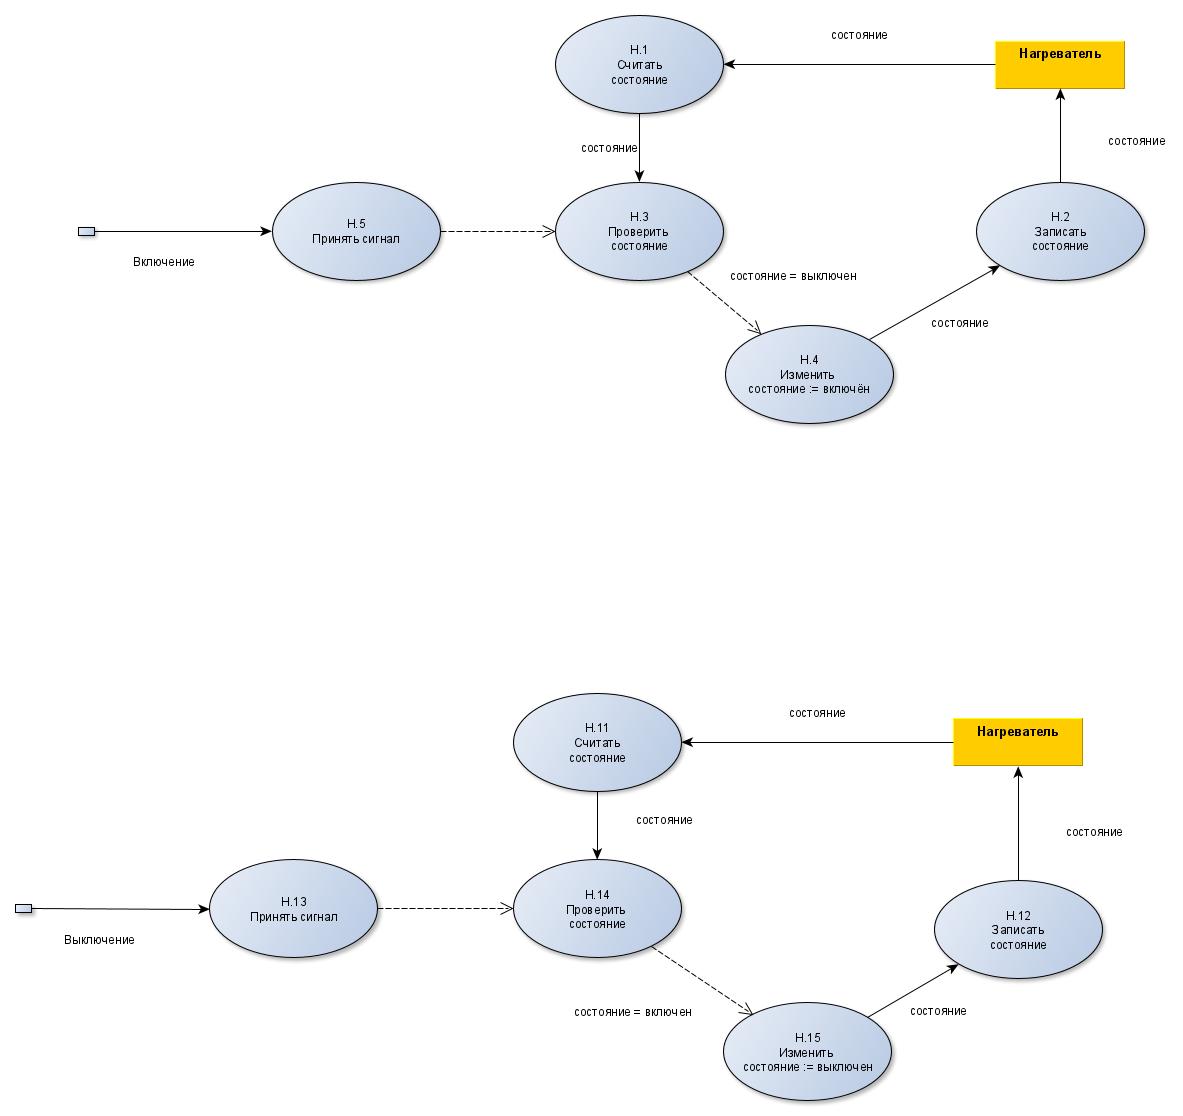 состояние
Н.1
Считать
состояние
Нагреватель
состояние
состояние
Н.5
Принять сигнал
Н.3
Проверить
состояние
Н.2
Записать
состояние
Включение
состояние = выключен
состояние
Н.4
Изменить
состояние := включён
состояние
Н.11
Считать
состояние
Нагреватель
состояние
состояние
Н.13
Принять сигнал
Н.14
Проверить
состояние
Н.12
Записать
состояние
Выключение
состояние = включен
состояние
Н.15
Изменить
состояние := выключен